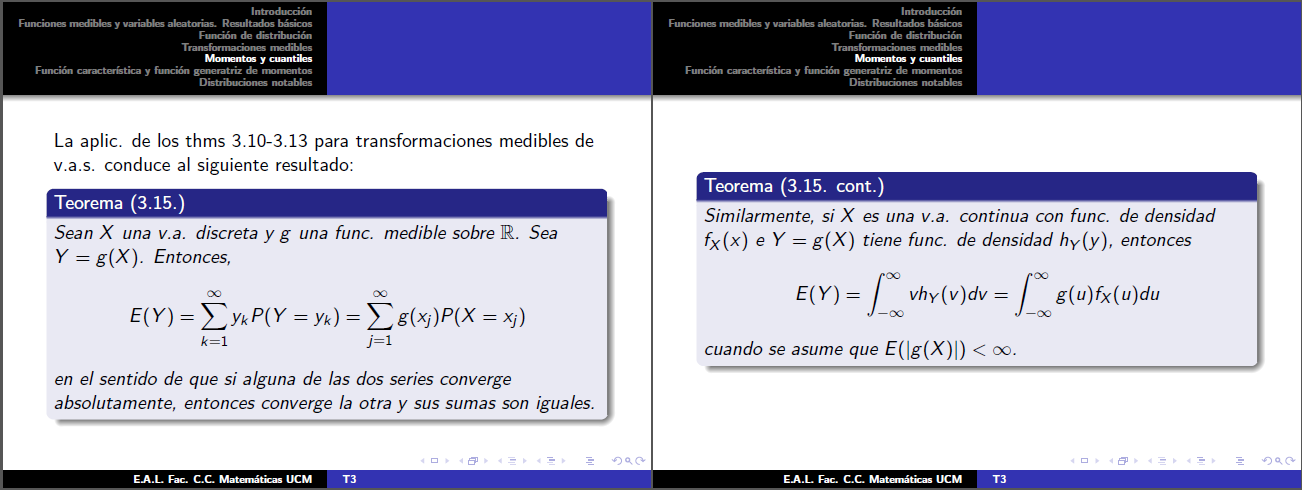 Introducción
Funciones medibles y variables aleatorias. Resultados básicos
Función de distribución
Transformaciones medibles
Momentos y cuantiles
Función característica y función generatriz de momentos
Distribuciones notables
La aplic. de los thms 3.10-3.13 para transformaciones medibles de
v.a.s. conduce al siguiente resultado:
Teorema (3.15.)
Sean X una v.a. discreta y g una func. medible sobre ℝ. Sea
Y = g(X). Entonces,
E(Y) = ∑_{k=1}^{∞} y_k P(Y = y_k) = ∑_{j=1}^{∞} g(x_j)P(X = x_j)
en el sentido de que si alguna de las dos series converge
absolutamente, entonces converge la otra y sus sumas son iguales.
E.A.L. Fac. C.C. Matemáticas UCM T3
Introducción
Funciones medibles y variables aleatorias. Resultados básicos
Función de distribución
Transformaciones medibles
Momentos y cuantiles
Función característica y función generatriz de momentos
Distribuciones notables
Teorema (3.15. cont.)
Similarmente, si X es una v.a. continua con func. de densidad
f_X(x) e Y = g(X) tiene func. de densidad h_Y(y), entonces
E(Y) = ∫_{-∞}^{∞} vh_Y(v)dv = ∫_{-∞}^{∞} g(u)f_X(u)du
cuando se asume que E(|g(X)|) < ∞.
E.A.L. Fac. C.C. Matemáticas UCM T3